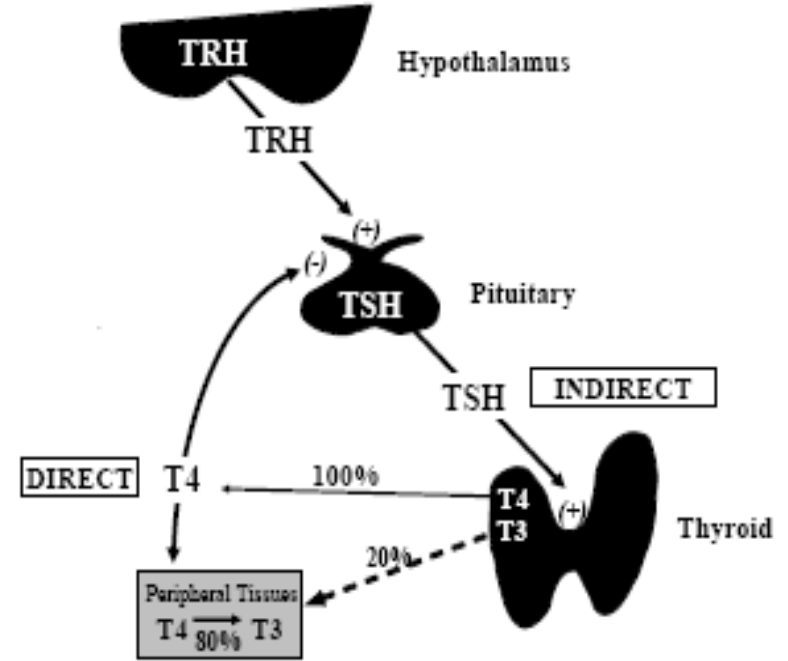 TRH
Hypothalamus
TRH
(+)
(-)
TSH
Pituitary
TSH
INDIRECT
DIRECT
T4
100%
T4
(+)
T3
Thyroid
20%
Peripheral Tissues
T4 80% T3